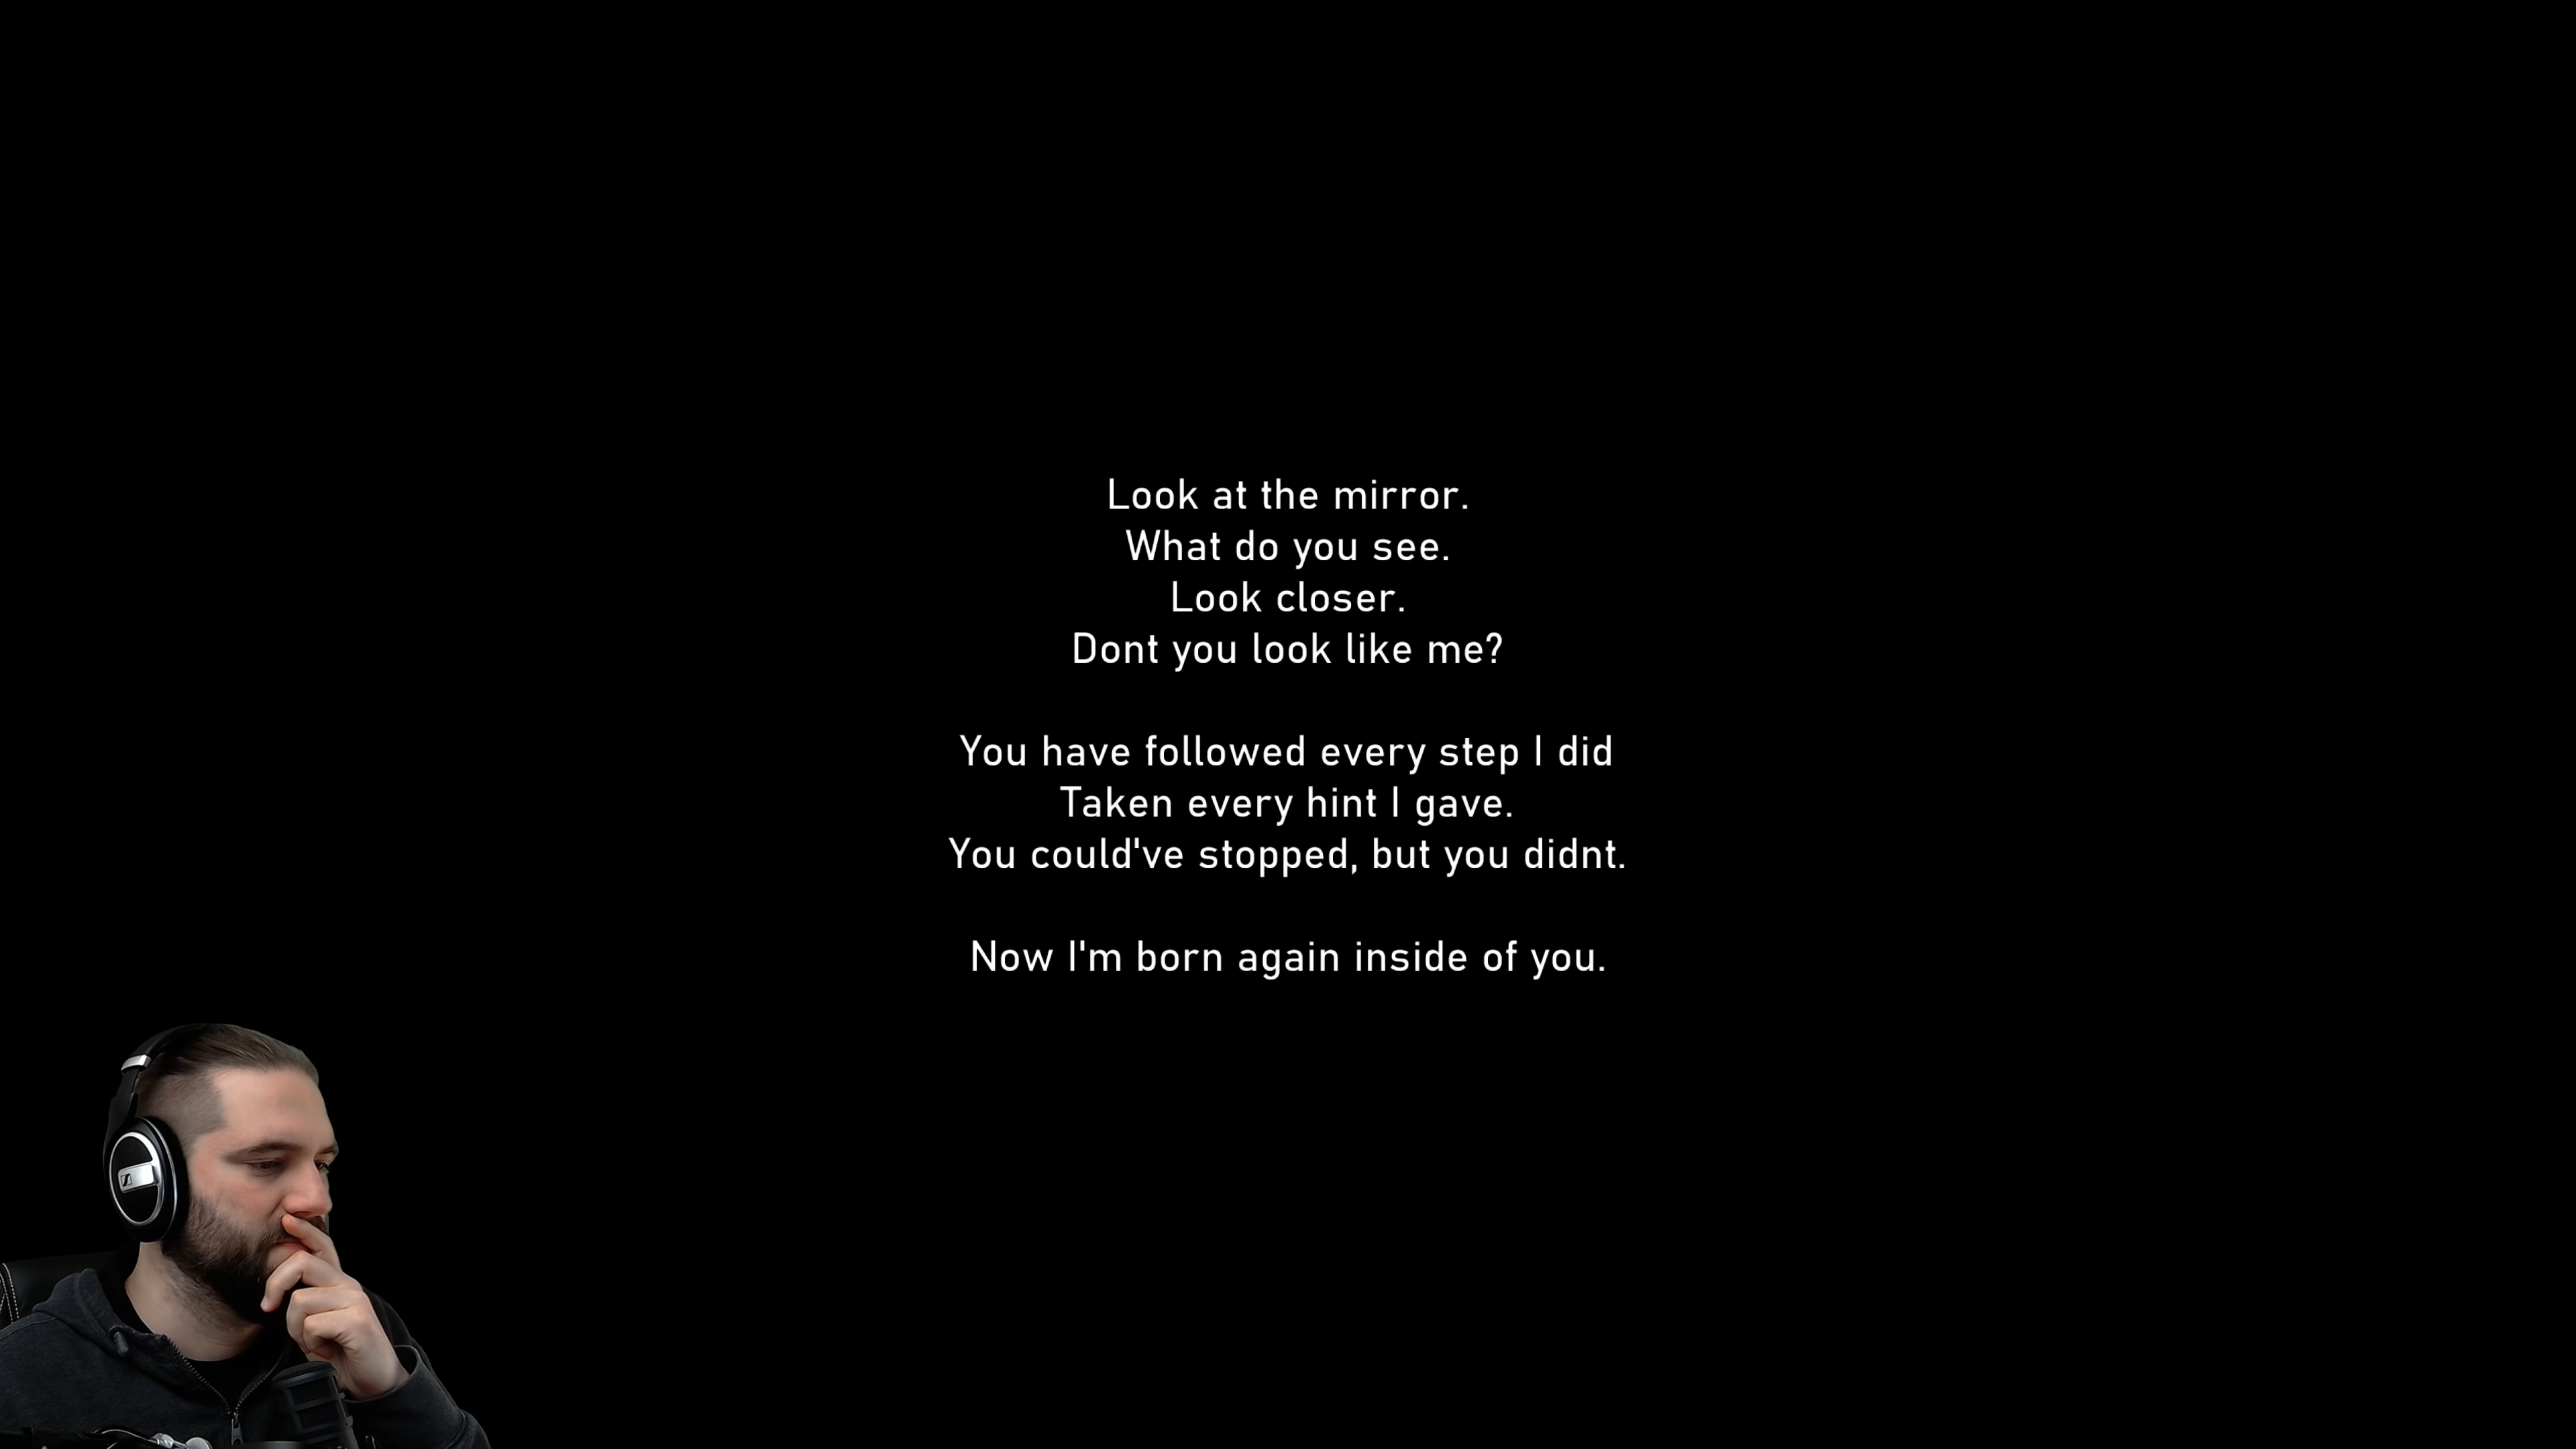 Look at the mirror.
What do you see.
Look closer.
Dont you look like me?
You have followed every step I did
Taken every hint I gave.
You could've stopped, but you didnt.
Now I'm born again inside of you.